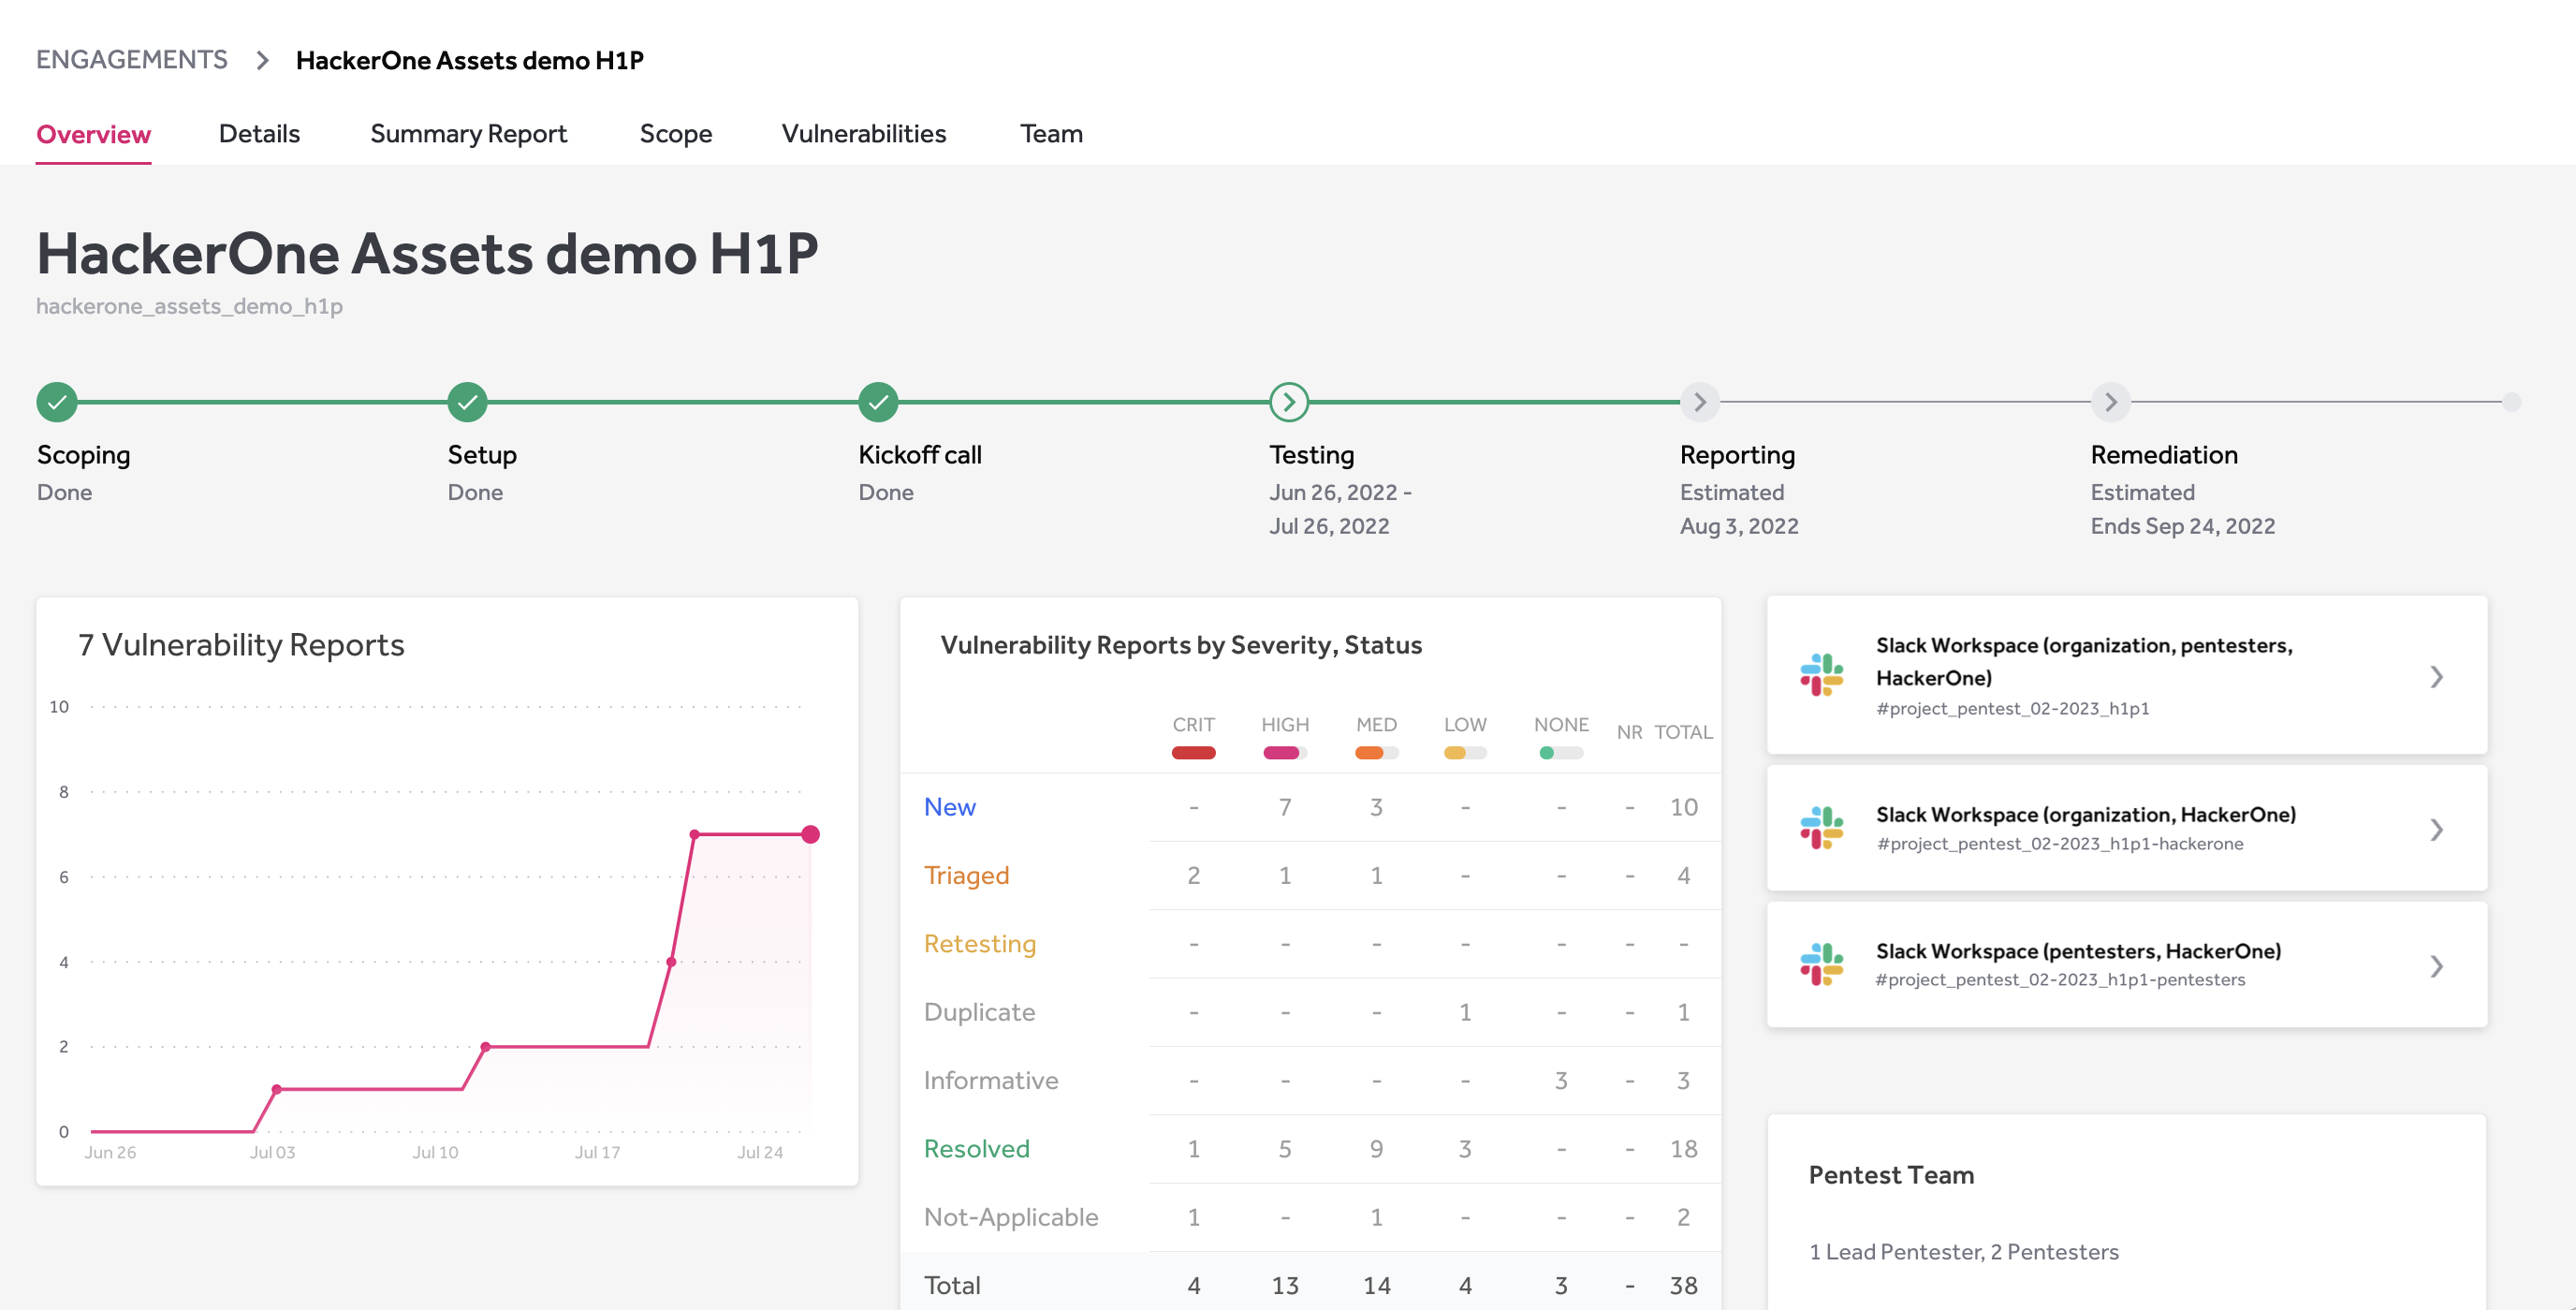 ENGAGEMENTS > HackerOne Assets demo H1P
Overview Details Summary Report Scope Vulnerabilities Team
HackerOne Assets demo H1P
hackerone_assets_demo_h1p
Scoping
Done
Setup
Done
Kickoff call
Done
Testing
Jun 26, 2022 -
Jul 26, 2022
Reporting
Estimated
Aug 3, 2022
Remediation
Estimated
Ends Sep 24, 2022
7 Vulnerability Reports
10
8
6
4
2
0
Jun 26 Jul 03 Jul 10 Jul 17 Jul 24
Vulnerability Reports by Severity, Status
CRIT HIGH MED LOW NONE NR TOTAL
New - 7 3 - - - 10
Triaged 2 1 1 - - - 4
Retesting - - - - - - -
Duplicate - - - 1 - - 1
Informative - - - - 3 - 3
Resolved 1 5 9 3 - - 18
Not-Applicable 1 - 1 - - - 2
Total 4 13 14 4 3 - 38
Slack Workspace (organization, pentesters,
HackerOne)
#project_pentest_02-2023_h1p1
Slack Workspace (organization, HackerOne)
#project_pentest_02-2023_h1p1-hackerone
Slack Workspace (pentesters, HackerOne)
#project_pentest_02-2023_h1p1-pentesters
Pentest Team
1 Lead Pentester, 2 Pentesters